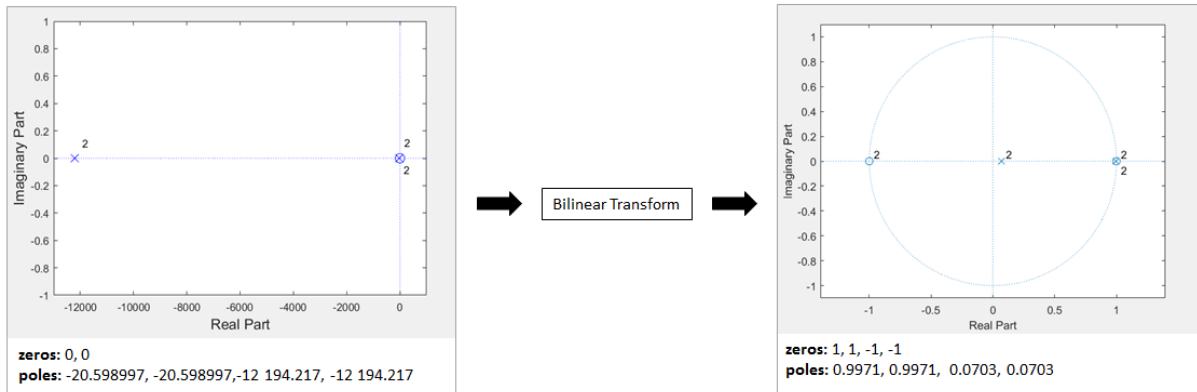 1
0.8
0.6
0.4
0.2
0
-0.2
-0.4
-0.6
-0.8
-1
Imaginary Part
2
2
2
-12000 -10000 -8000 -6000 -4000 -2000 0
Real Part
zeros: 0, 0
poles: -20.598997, -20.598997,-12 194.217, -12 194.217
Bilinear Transform
1
0.8
0.6
0.4
0.2
0
-0.2
-0.4
-0.6
-0.8
-1
Imaginary Part
2
2
2
2
-1 -0.5 0 0.5 1
Real Part
zeros: 1, 1, -1, -1
poles: 0.9971, 0.9971, 0.0703, 0.0703